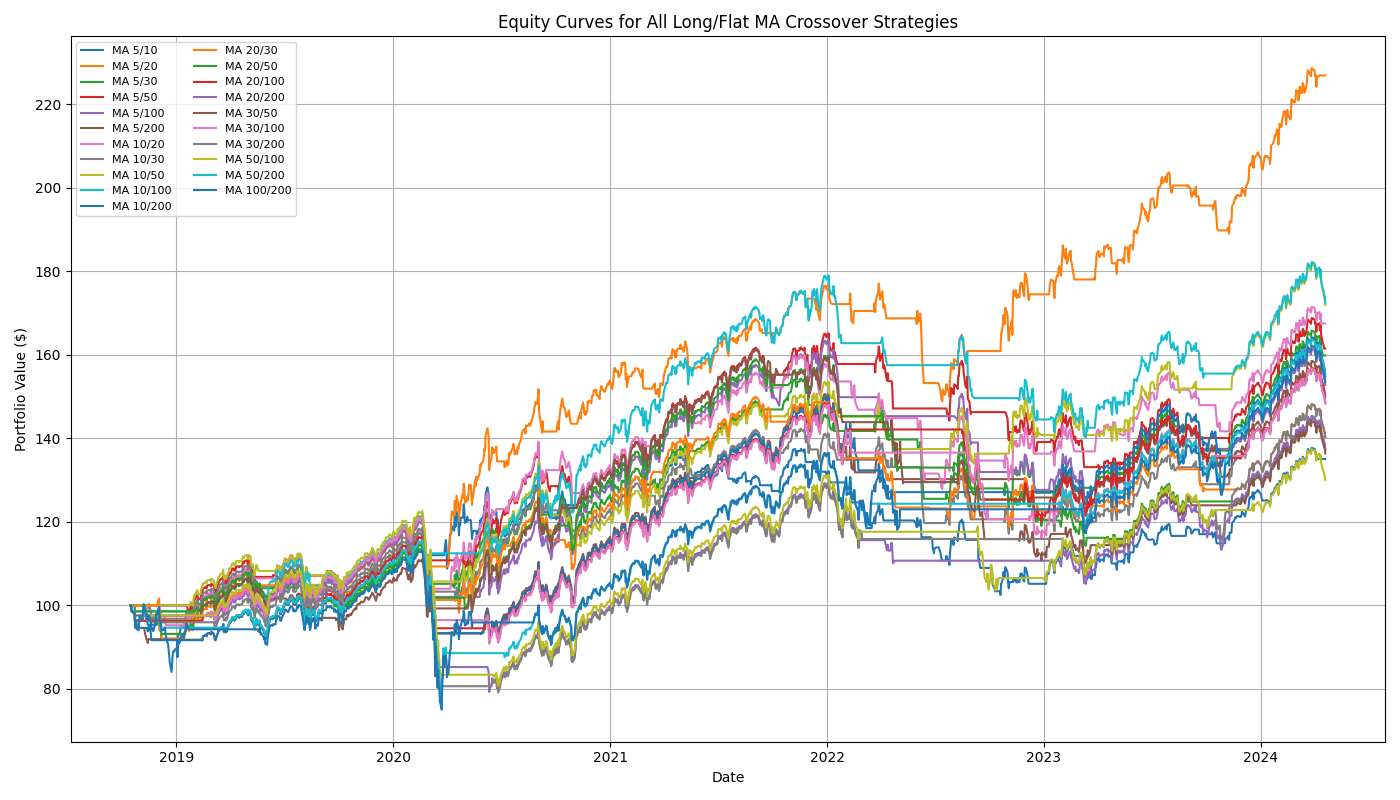 Equity Curves for All Long/Flat MA Crossover Strategies
MA 5/10
MA 5/20
MA 5/30
MA 5/50
MA 5/100
MA 5/200
MA 10/20
MA 10/30
MA 10/50
MA 10/100
MA 10/200
MA 20/30
MA 20/50
MA 20/100
MA 20/200
MA 30/50
MA 30/100
MA 30/200
MA 50/100
MA 50/200
MA 100/200
Portfolio Value ($)
220
200
180
160
140
120
100
80
2019 2020 2021 2022 2023 2024
Date